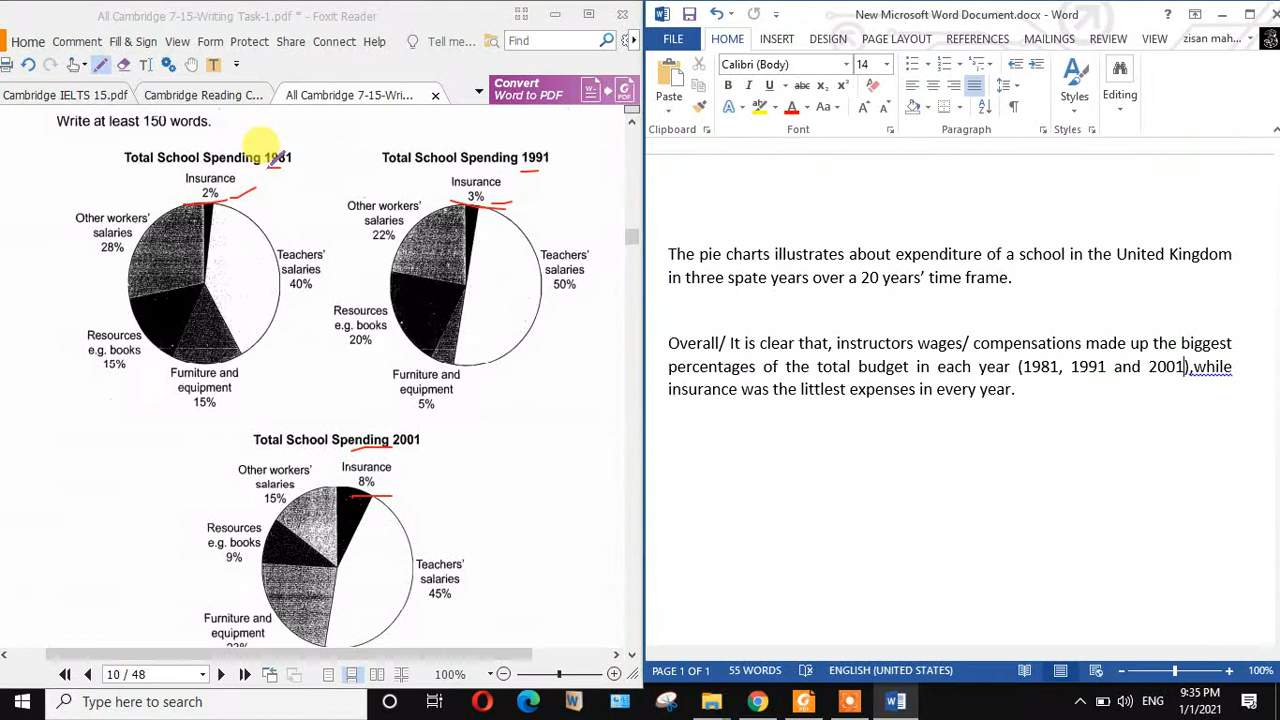 All Cambridge 7-15-Writing Task-1.pdf * - Foxit Reader
Home Comment Fill & Sign View Form Protect Share Connect Help Tell me... Find
Cambridge IELTS 15.pdf
All Cambridge 7-15-Wri...
Convert
Word to PDF
Write at least 150 words.
Total School Spending 1981
Insurance
2%
Other workers'
salaries
28%
Teachers'
salaries
40%
Resources
e.g. books
15%
Furniture and
equipment
15%
Total School Spending 1991
Insurance
3%
Other workers'
salaries
22%
Teachers'
salaries
50%
Resources
e.g. books
20%
Furniture and
equipment
5%
Total School Spending 2001
Insurance
8%
Other workers'
salaries
15%
Resources
e.g. books
9%
Teachers'
salaries
45%
Furniture and
equipment
10 / 48
100%
New Microsoft Word Document.docx - Word
FILE HOME INSERT DESIGN PAGE LAYOUT REFERENCES MAILINGS REVIEW VIEW zisan mah...
Calibri (Body) 14
Paste
Styles
Editing
Clipboard Font Paragraph Styles
The pie charts illustrates about expenditure of a school in the United Kingdom
in three spate years over a 20 years' time frame.
Overall/ It is clear that, instructors wages/ compensations made up the biggest
percentages of the total budget in each year (1981, 1991 and 2001),while
insurance was the littlest expenses in every year.
PAGE 1 OF 1 55 WORDS ENGLISH (UNITED STATES) 100%
Type here to search
ENG
9:35 PM
1/1/2021